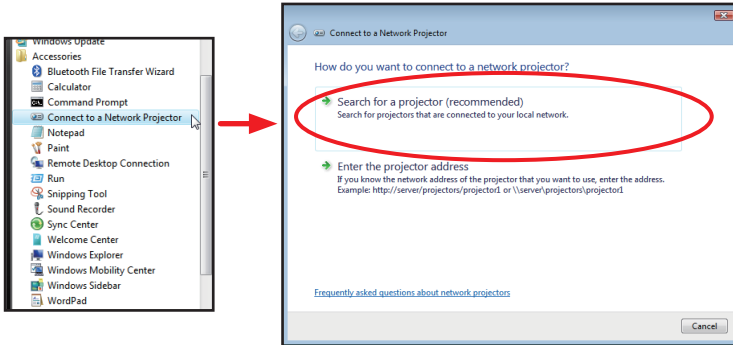 Windows Update
Accessories
Bluetooth File Transfer Wizard
Calculator
Command Prompt
Connect to a Network Projector
Notepad
Paint
Remote Desktop Connection
Run
Snipping Tool
Sound Recorder
Sync Center
Welcome Center
Windows Explorer
Windows Mobility Center
Windows Sidebar
WordPad
Connect to a Network Projector
How do you want to connect to a network projector?
Search for a projector (recommended)
Search for projectors that are connected to your local network.
Enter the projector address
If you know the network address of the projector that you want to use, enter the address.
Example: http://server/projectors/projector1 or \\server\projectors\projector1
Frequently asked questions about network projectors
Cancel